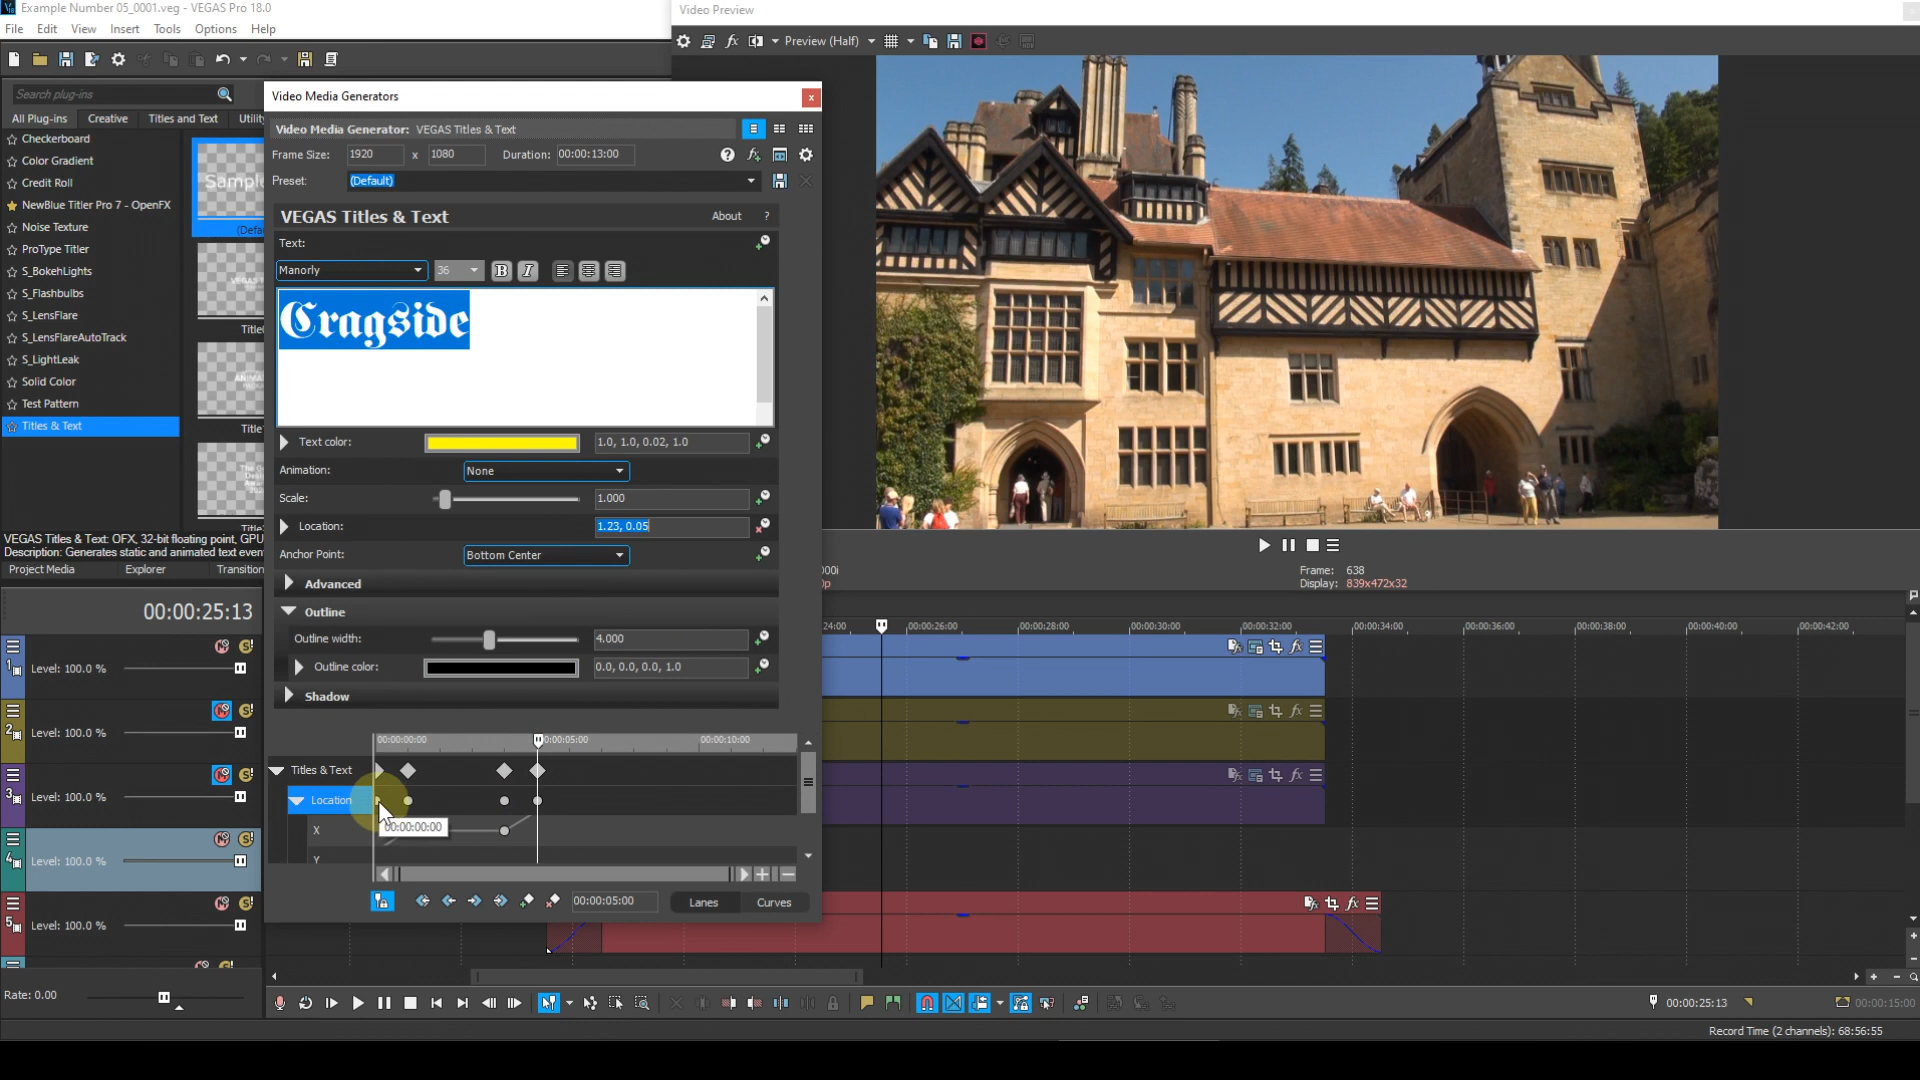 Example Number 05_0001.veg - VEGAS Pro 18.0
File Edit View Insert Tools Options Help
Video Preview
Preview (Half)
Search plug-ins
All Plug-ins Creative Titles and Text
Checkerboard
Color Gradient
Credit Roll
NewBlue Titler Pro 7 - OpenFX
Noise Texture
ProType Titler
S_BokehLights
S_Flashbulbs
S_LensFlare
S_LensFlareAutoTrack
S_LightLeak
Solid Color
Test Pattern
Titles & Text
VEGAS Titles & Text: OFX, 32-bit floating point, GPU
Description: Generates static and animated text even
Project Media Explorer Transition
Video Media Generators
x
Video Media Generator: VEGAS Titles & Text
Frame Size: 1920 x 1080 Duration: 00:00:13:00
Preset: (Default)
VEGAS Titles & Text About ?
Text:
Manorly 36 B I
Cragside
Text color: 1.0, 1.0, 0.02, 1.0
Animation: None
Scale: 1.000
Location: 1.23, 0.05
Anchor Point: Bottom Center
Advanced
Outline
Outline width: 4.000
Outline color: 0.0, 0.0, 0.0, 1.0
Shadow
00:00:00:00 0:00:05:00 00:00:10:00
Titles & Text
Location
00:00:00:00
X
Y
00:00:05:00 Lanes Curves
Frame: 638
Display: 839x472x32
00:00:25:13
24:00 00:00:26:00 00:00:28:00 00:00:30:00 00:00:32:00 00:00:34:00 00:00:36:00 00:00:38:00 00:00:40:00 00:00:42:00
1 Level: 100.0 %
2 Level: 100.0 %
3 Level: 100.0 %
4 Level: 100.0 %
5 Level: 100.0 %
Rate: 0.00
00:00:25:13 00:00:15:00
Record Time (2 channels): 68:56:55